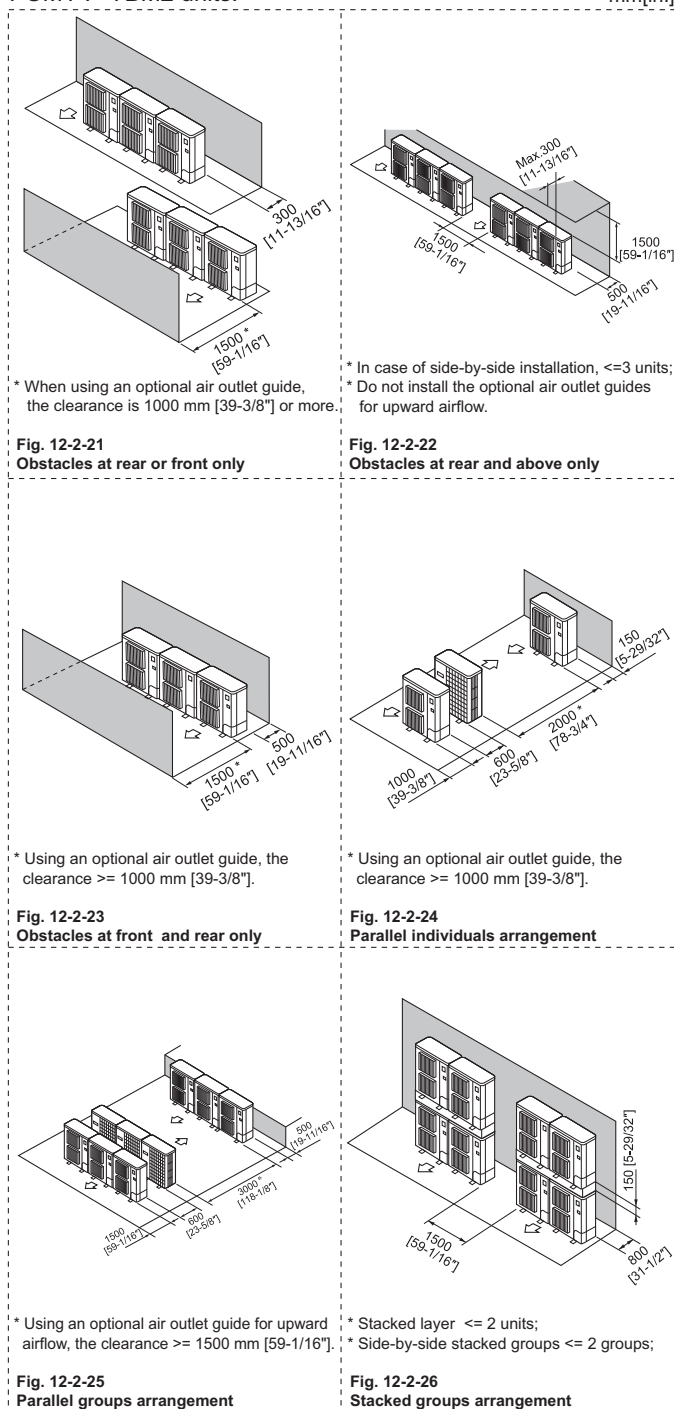 mm[in.]
300
[11-13/16"]
1500 *
[59-1/16"]
* When using an optional air outlet guide,
the clearance is 1000 mm [39-3/8"] or more.
Fig. 12-2-21
Obstacles at rear or front only
Max.300
[11-13/16"]
1500
[59-1/16"]
1500
[59-1/16"]
500
[19-11/16"]
* In case of side-by-side installation, <=3 units;
* Do not install the optional air outlet guides
for upward airflow.
Fig. 12-2-22
Obstacles at rear and above only
500
[19-11/16"]
1500 *
[59-1/16"]
* Using an optional air outlet guide, the
clearance >= 1000 mm [39-3/8"].
Fig. 12-2-23
Obstacles at front and rear only
150
[5-29/32"]
2000 *
[78-3/4"]
600
[23-5/8"]
1000
[39-3/8"]
* Using an optional air outlet guide, the
clearance >= 1000 mm [39-3/8"].
Fig. 12-2-24
Parallel individuals arrangement
500
[19-11/16"]
3000 *
[118-1/8"]
600
[23-5/8"]
1500
[59-1/16"]
* Using an optional air outlet guide for upward
airflow, the clearance >= 1500 mm [59-1/16"].
Fig. 12-2-25
Parallel groups arrangement
150 [5-29/32"]
1500
[59-1/16"]
800
[31-1/2"]
* Stacked layer <= 2 units;
* Side-by-side stacked groups <= 2 groups;
Fig. 12-2-26
Stacked groups arrangement